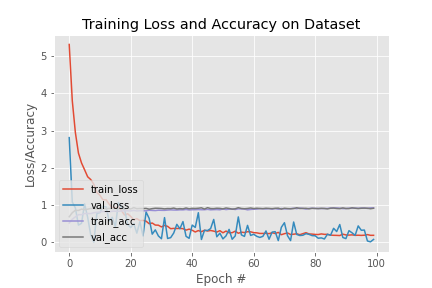 Training Loss and Accuracy on Dataset
Loss/Accuracy
5
4
3
2
1
0
train_loss
val_loss
train_acc
val_acc
0 20 40 60 80 100
Epoch #